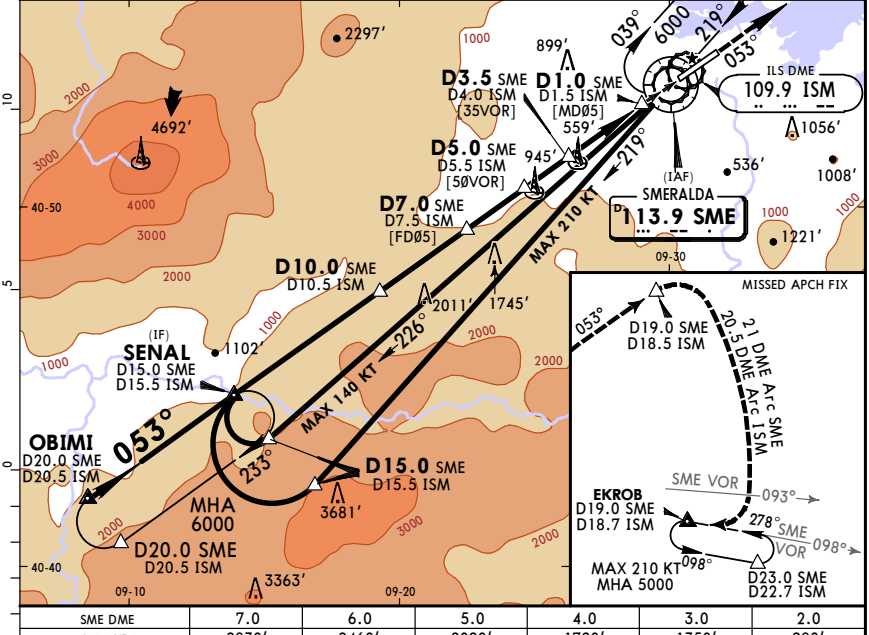 2297'
1000
899'
039°
6000
219°
053°
ILS DME
109.9 ISM
2000
4692'
D3.5 SME
D4.0 ISM
[35VOR]
D1.0 SME
D1.5 ISM
[MDØ5]
559'
1056'
10
3000
4000
3000
D5.0 SME
D5.5 ISM
[5ØVOR]
945'
219°
(IAF)
SMERALDA
D113.9 SME
536'
1008'
40-50
D7.0 SME
D7.5 ISM
[FDØ5]
MAX 210 KT
1000
1000
1221'
09-30
2000
D10.0 SME
D10.5 ISM
5
2011'
1745'
1000
226°
MAX 140 KT
2000
2000
(IF)
SENAL
D15.0 SME
D15.5 ISM
1102'
1000
053°
OBIMI
D20.0 SME
D20.5 ISM
0
233°
D15.0 SME
D15.5 ISM
MHA
6000
3681'
3000
2000
2000
D20.0 SME
D20.5 ISM
40-40
09-10
3363'
09-20
MISSED APCH FIX
053°
D19.0 SME
D18.5 ISM
21 DME Arc SME
20.5 DME Arc ISM
SME VOR
093°
EKROB
D19.0 SME
D18.7 ISM
278°
SME
VOR
098°
MAX 210 KT
MHA 5000
098°
D23.0 SME
D22.7 ISM
SME DME 7.0 6.0 5.0 4.0 3.0 2.0